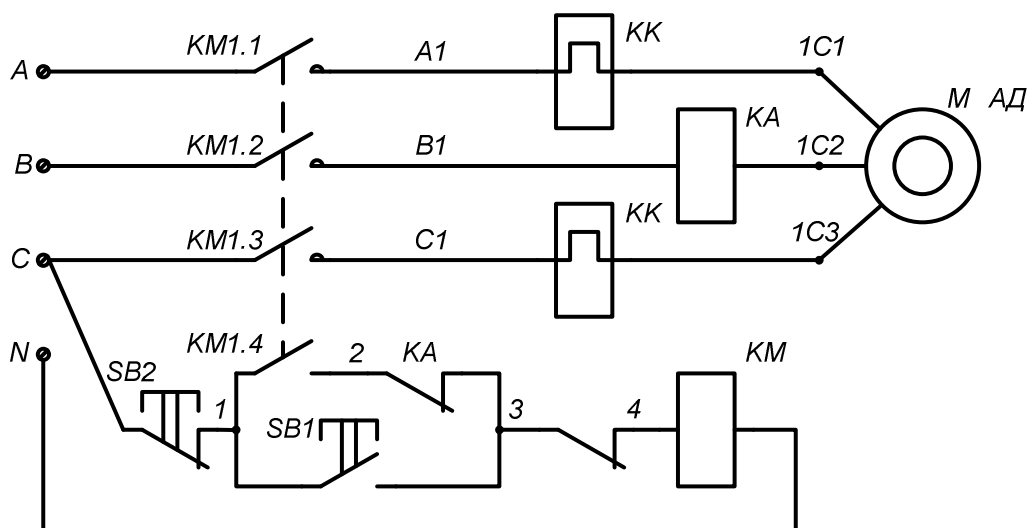 KM1.1 A1 KK 1C1
A
М АД
KM1.2 B1 KA 1C2
B
KM1.3 C1 KK 1C3
C
KM1.4 2 KA KM
N
SB2 1 SB1 3 4